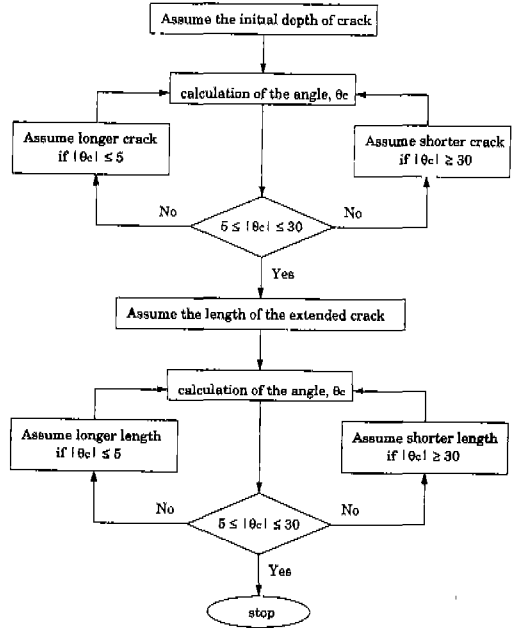 Assume the initial depth of crack
calculation of the angle, θc
Assume longer crack
if |θc| ≤ 5
Assume shorter crack
if |θc| ≥ 30
No
No
5 ≤ |θc| ≤ 30
Yes
Assume the length of the extended crack
calculation of the angle, θc
Assume longer length
if |θc| ≤ 5
Assume shorter length
if |θc| ≥ 30
No
No
5 ≤ |θc| ≤ 30
Yes
stop